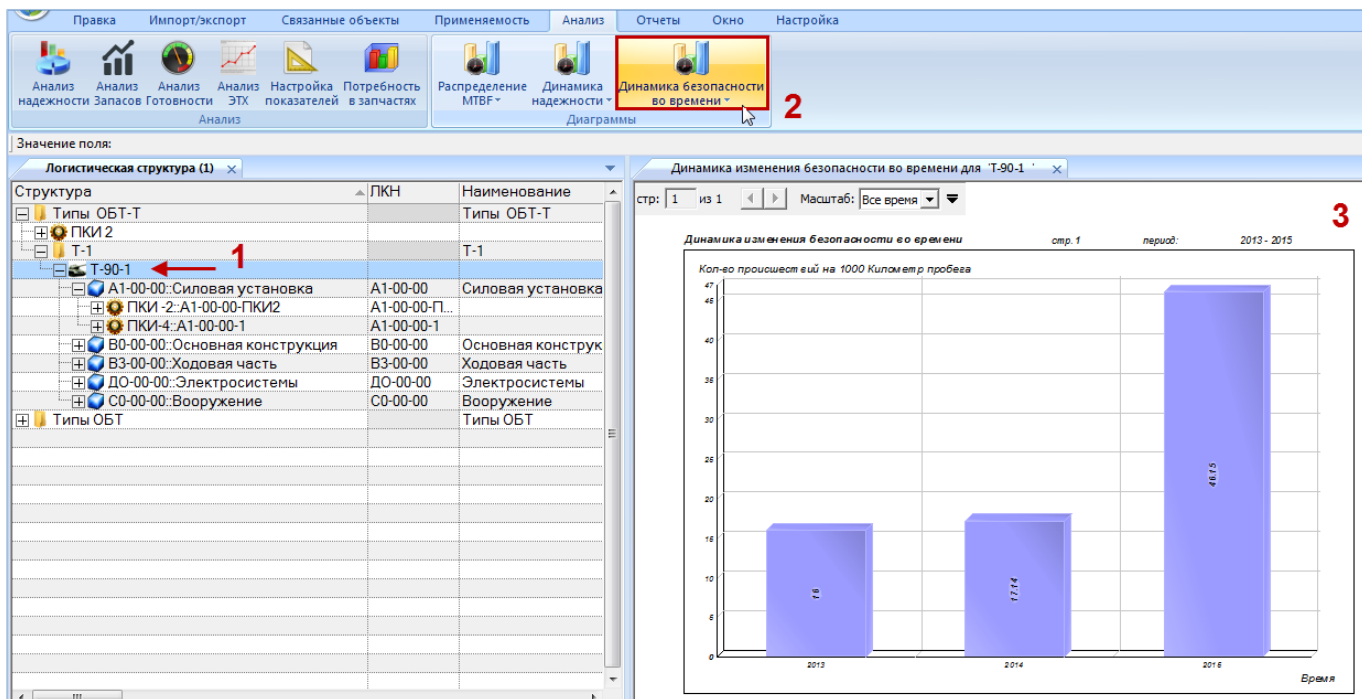 Правка Импорт/экспорт Связанные объекты Применяемость Анализ Отчеты Окно Настройка
Анализ надежности
Анализ Запасов
Анализ Готовности
Анализ ЭТХ
Настройка показателей
Потребность в запчастях
Распределение MTBF
Динамика надежности
Динамика безопасности во времени
2
Анализ
Диаграммы
Значение поля:
Логистическая структура (1)
Структура ЛКН Наименование
Типы ОБТ-Т Типы ОБТ-Т
ПКИ 2
Т-1 Т-1
Т-90-1
1
А1-00-00::Силовая установка А1-00-00 Силовая установка
ПКИ -2::А1-00-00-ПКИ2 А1-00-00-П...
ПКИ-4::А1-00-00-1 А1-00-00-1
В0-00-00::Основная конструкция В0-00-00 Основная конструк
В3-00-00::Ходовая часть В3-00-00 Ходовая часть
ДО-00-00::Электросистемы ДО-00-00 Электросистемы
С0-00-00::Вооружение С0-00-00 Вооружение
Типы ОБТ Типы ОБТ
Динамика изменения безопасности во времени для 'Т-90-1 '
стр: 1 из 1 Масштаб: Все время
3
Динамика изменения безопасности во времени стр. 1 период: 2013 - 2015
Кол-во происшествий на 1000 Километр пробега
47
45
40
35
30
25
20
15
10
5
0
16
17.14
46.15
2013 2014 2015
Время